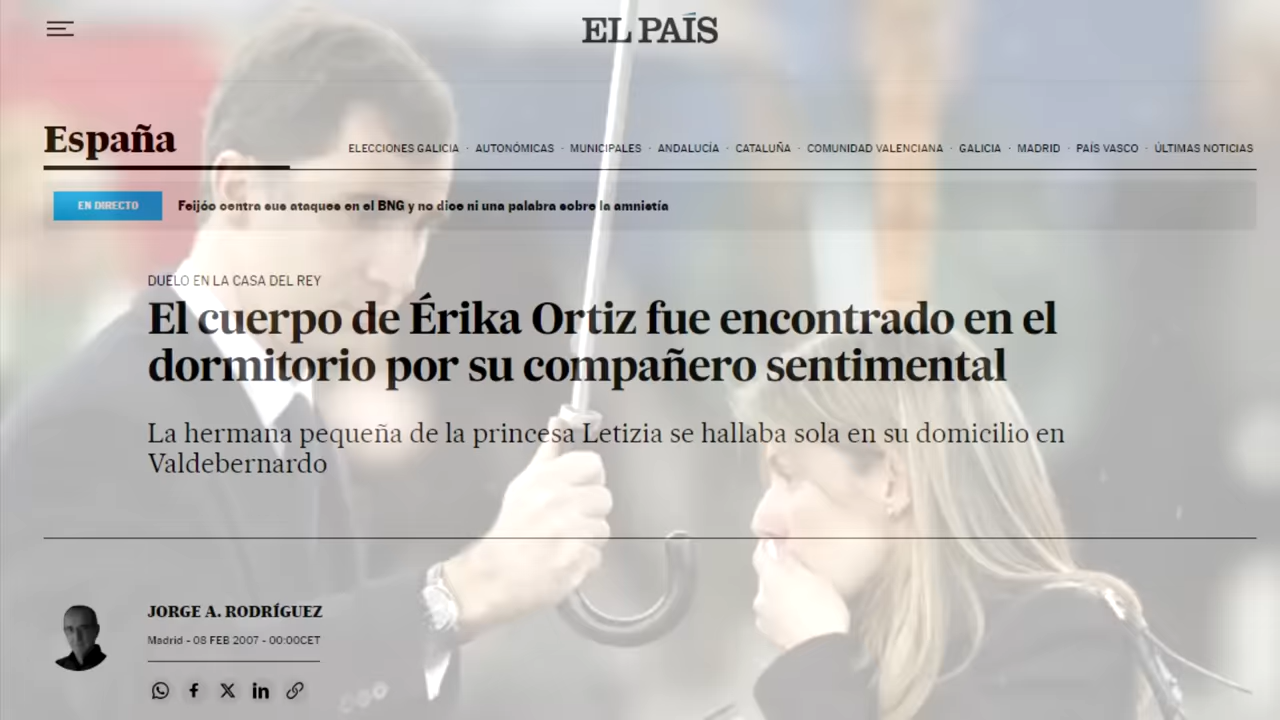 EL PAÍS
España
ELECCIONES GALICIA · AUTONÓMICAS · MUNICIPALES · ANDALUCÍA · CATALUÑA · COMUNIDAD VALENCIANA · GALICIA · MADRID · PAÍS VASCO · ÚLTIMAS NOTICIAS
EN DIRECTO Feijóo centra sus ataques en el BNG y no dice ni una palabra sobre la amnistía
DUELO EN LA CASA DEL REY
El cuerpo de Érika Ortiz fue encontrado en el
dormitorio por su compañero sentimental
La hermana pequeña de la princesa Letizia se hallaba sola en su domicilio en
Valdebernardo
JORGE A. RODRÍGUEZ
Madrid - 08 FEB 2007 - 00:00CET